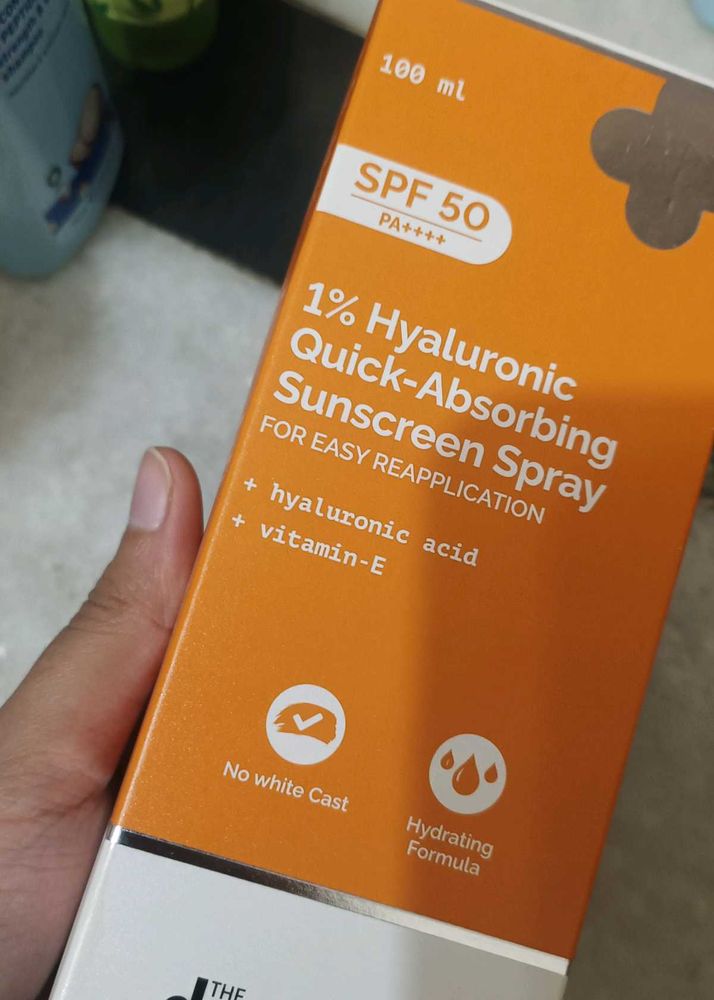 100 ml
SPF 50
PA++++
1% Hyaluronic
Quick-Absorbing
Sunscreen Spray
FOR EASY REAPPLICATION
+ hyaluronic acid
+ vitamin-E
No white Cast
Hydrating
Formula
THE